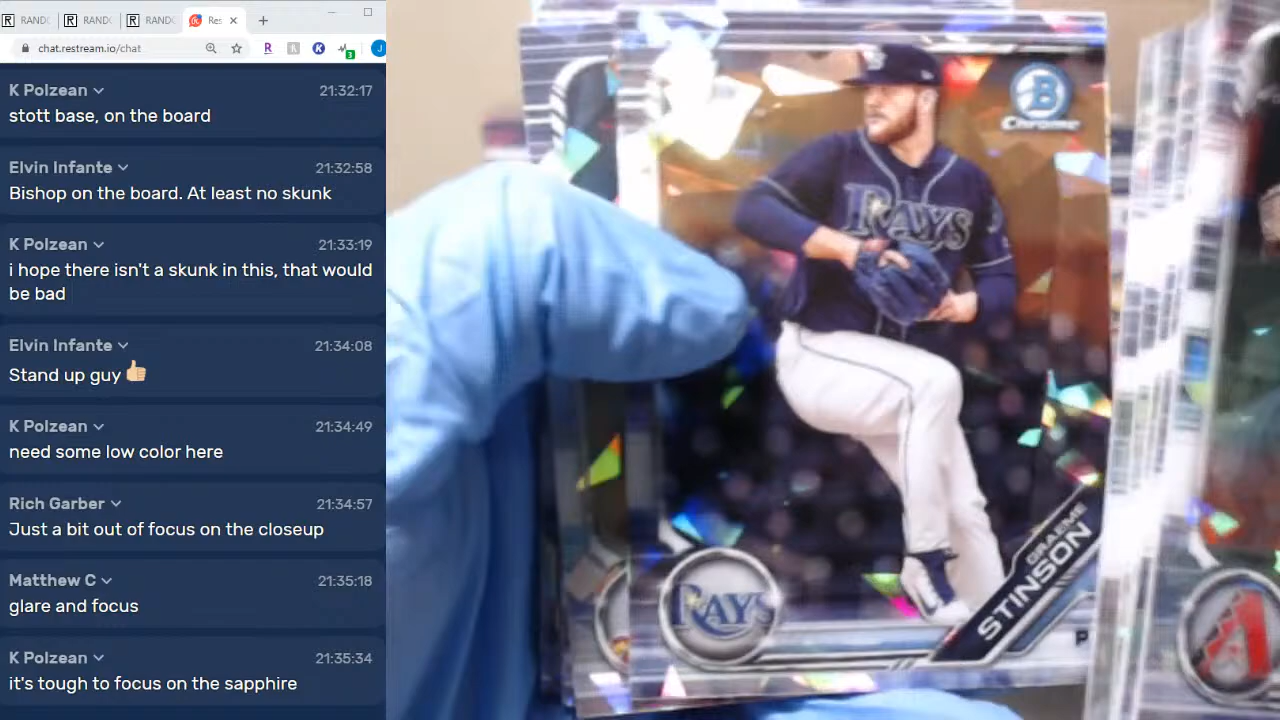 RAND
RAND
RAND
Res
chat.restream.io/chat
K Polzean 21:32:17
stott base, on the board
Elvin Infante 21:32:58
Bishop on the board. At least no skunk
K Polzean 21:33:19
i hope there isn't a skunk in this, that would
be bad
Elvin Infante 21:34:08
Stand up guy 👍
K Polzean 21:34:49
need some low color here
Rich Garber 21:34:57
Just a bit out of focus on the closeup
Matthew C 21:35:18
glare and focus
K Polzean 21:35:34
it's tough to focus on the sapphire
B
Chrome
RAYS
GRAEME
STINSON
RAYS
P